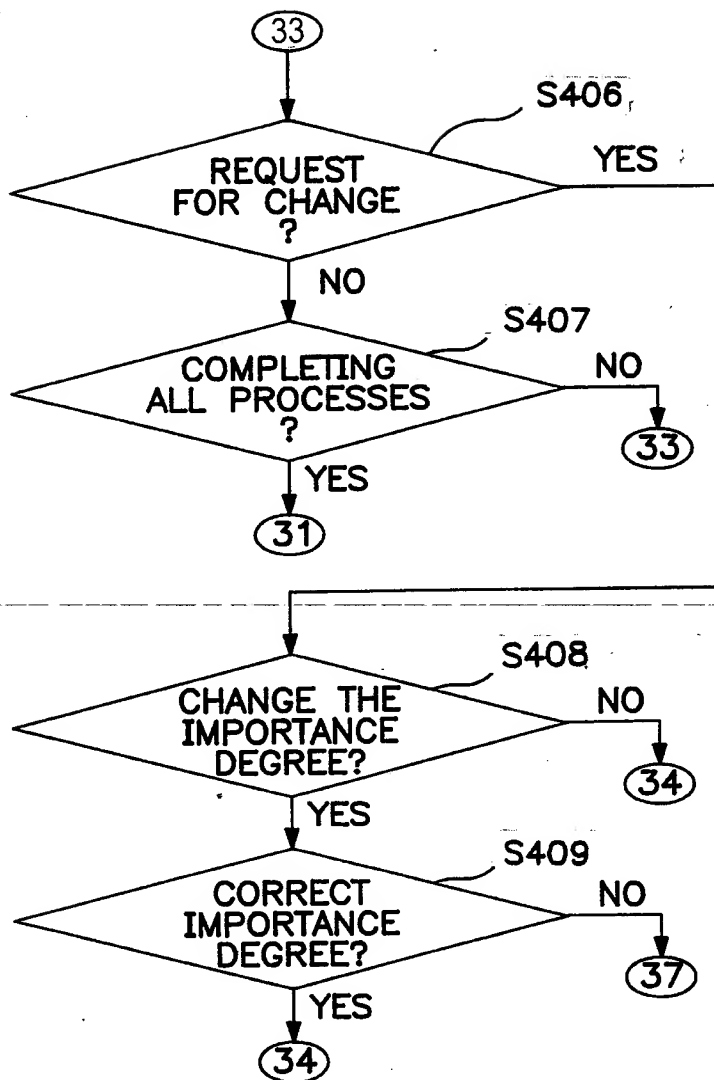 33
S406
REQUEST
FOR CHANGE
?
YES
NO
S407
COMPLETING
ALL PROCESSES
?
NO
33
YES
31
S408
CHANGE THE
IMPORTANCE
DEGREE?
NO
34
YES
S409
CORRECT
IMPORTANCE
DEGREE?
NO
37
YES
34